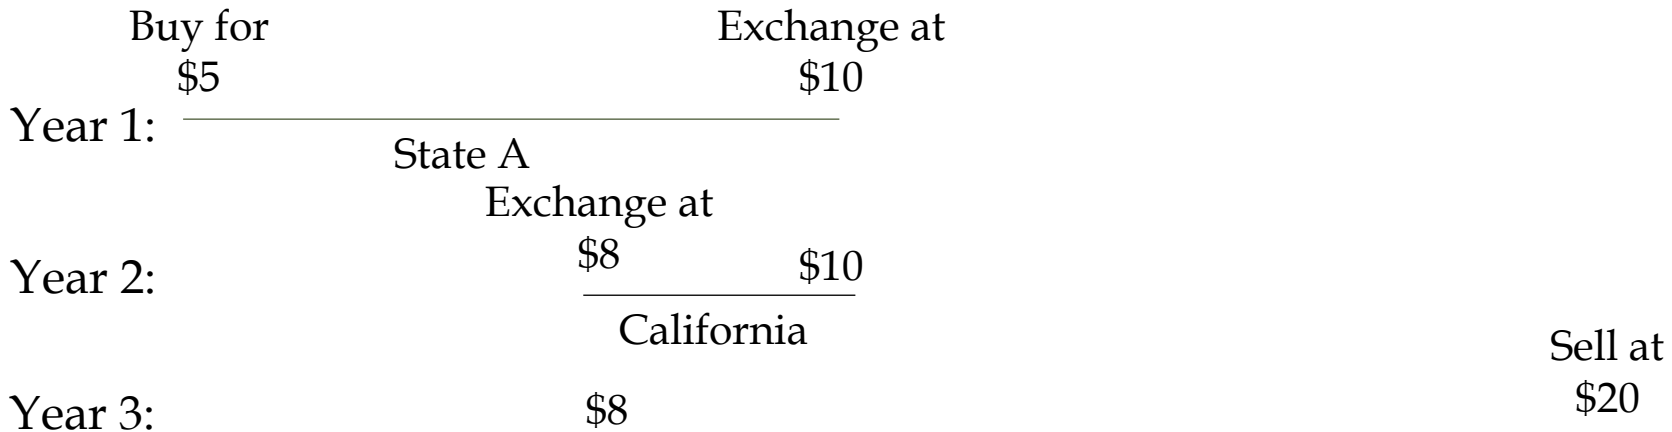 Buy for Exchange at
$5 $10
Year 1:
State A
Exchange at
$8 $10
Year 2:
California
Sell at
$20
Year 3: $8